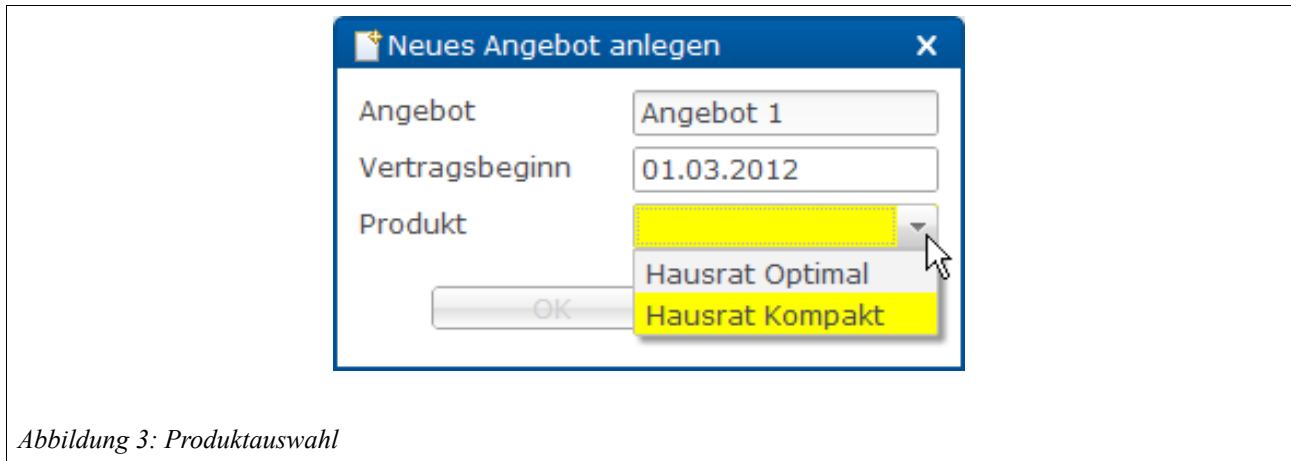 Neues Angebot anlegen
Angebot Angebot 1
Vertragsbeginn 01.03.2012
Produkt
Hausrat Optimal
OK Hausrat Kompakt
Abbildung 3: Produktauswahl